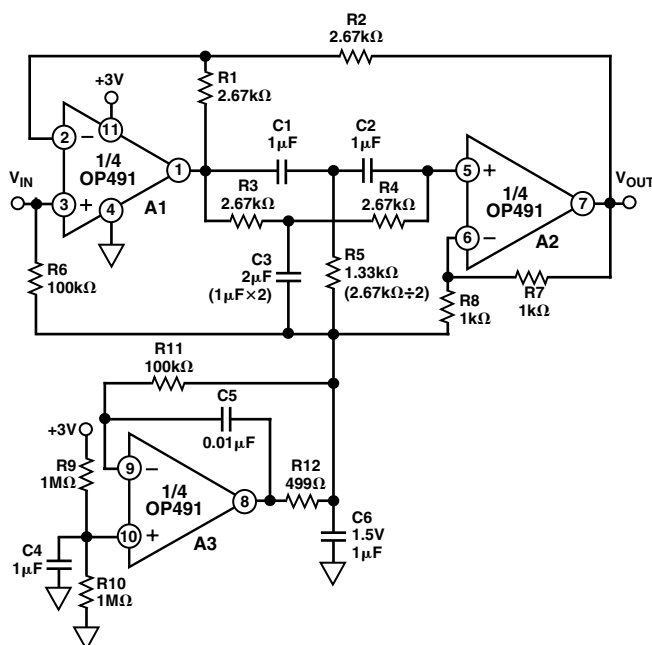 R2
2.67kΩ
+3V
R1
2.67kΩ
C1
1μF
C2
1μF
2
−
11
1/4
OP491
1
5
+
1/4
OP491
7
VOUT
VIN
3
+
4
A1
R3
2.67kΩ
R4
2.67kΩ
6
−
A2
R6
100kΩ
C3
2μF
(1μF×2)
R5
1.33kΩ
(2.67kΩ÷2)
R8
1kΩ
R7
1kΩ
R11
100kΩ
C5
0.01μF
+3V
R9
1MΩ
9
−
1/4
OP491
8
R12
499Ω
10
+
A3
C4
1μF
R10
1MΩ
C6
1.5V
1μF